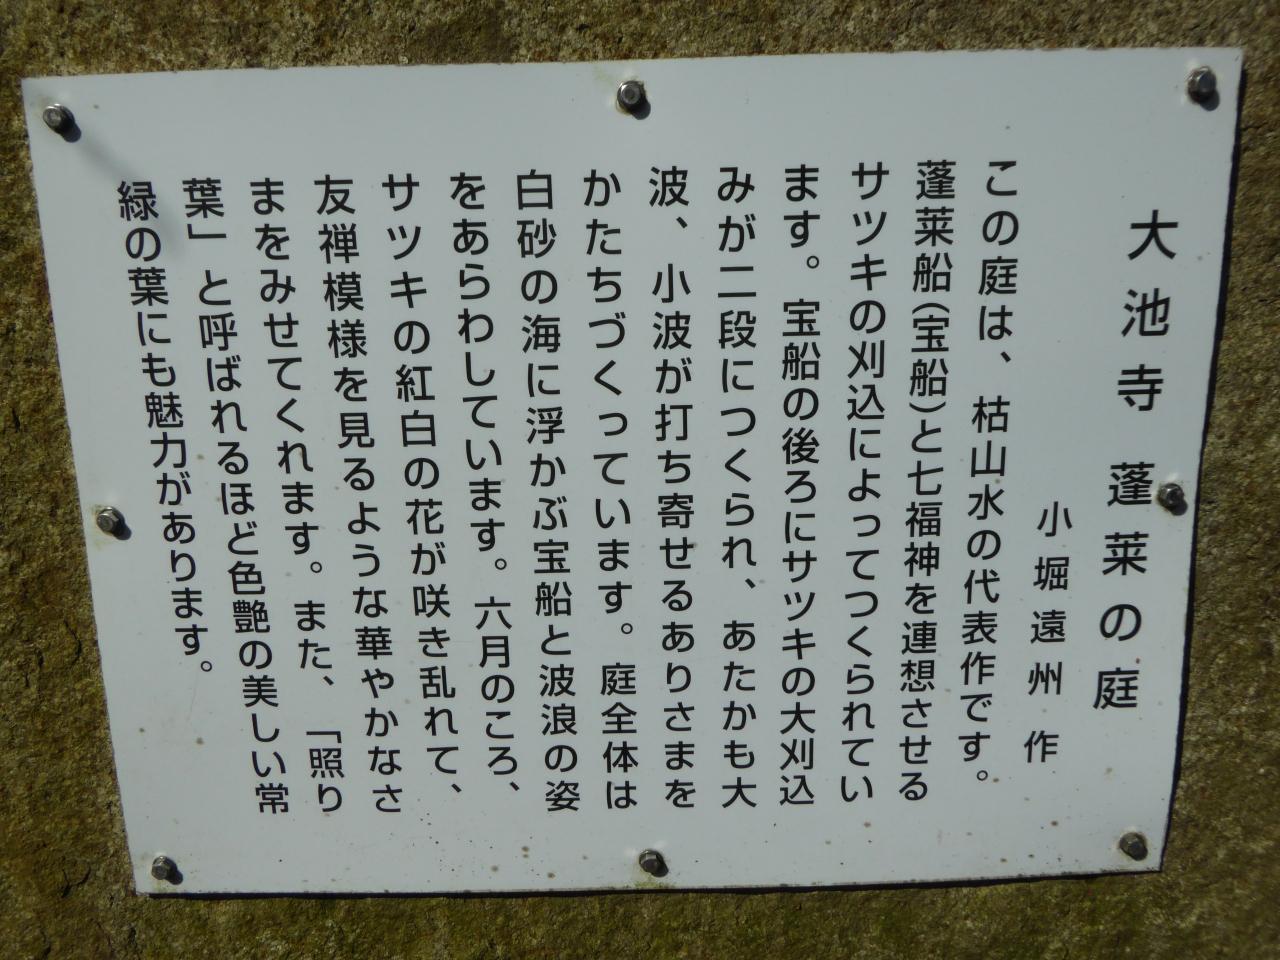 大池寺 蓬莱の庭
小堀遠州 作
この庭は、枯山水の代表作です。
蓬莱船(宝船)と七福神を連想させる
サツキの刈込によってつくられてい
ます。宝船の後ろにサツキの大刈込
みが二段につくられ、あたかも大
波、小波が打ち寄せるありさまを
かたちづくっています。庭全体は
白砂の海に浮かぶ宝船と波浪の姿
をあらわしています。六月のころ、
サツキの紅白の花が咲き乱れて、
友禅模様を見るような華やかなさ
まをみせてくれます。また、「照り
葉」と呼ばれるほど色艶の美しい常
緑の葉にも魅力があります。